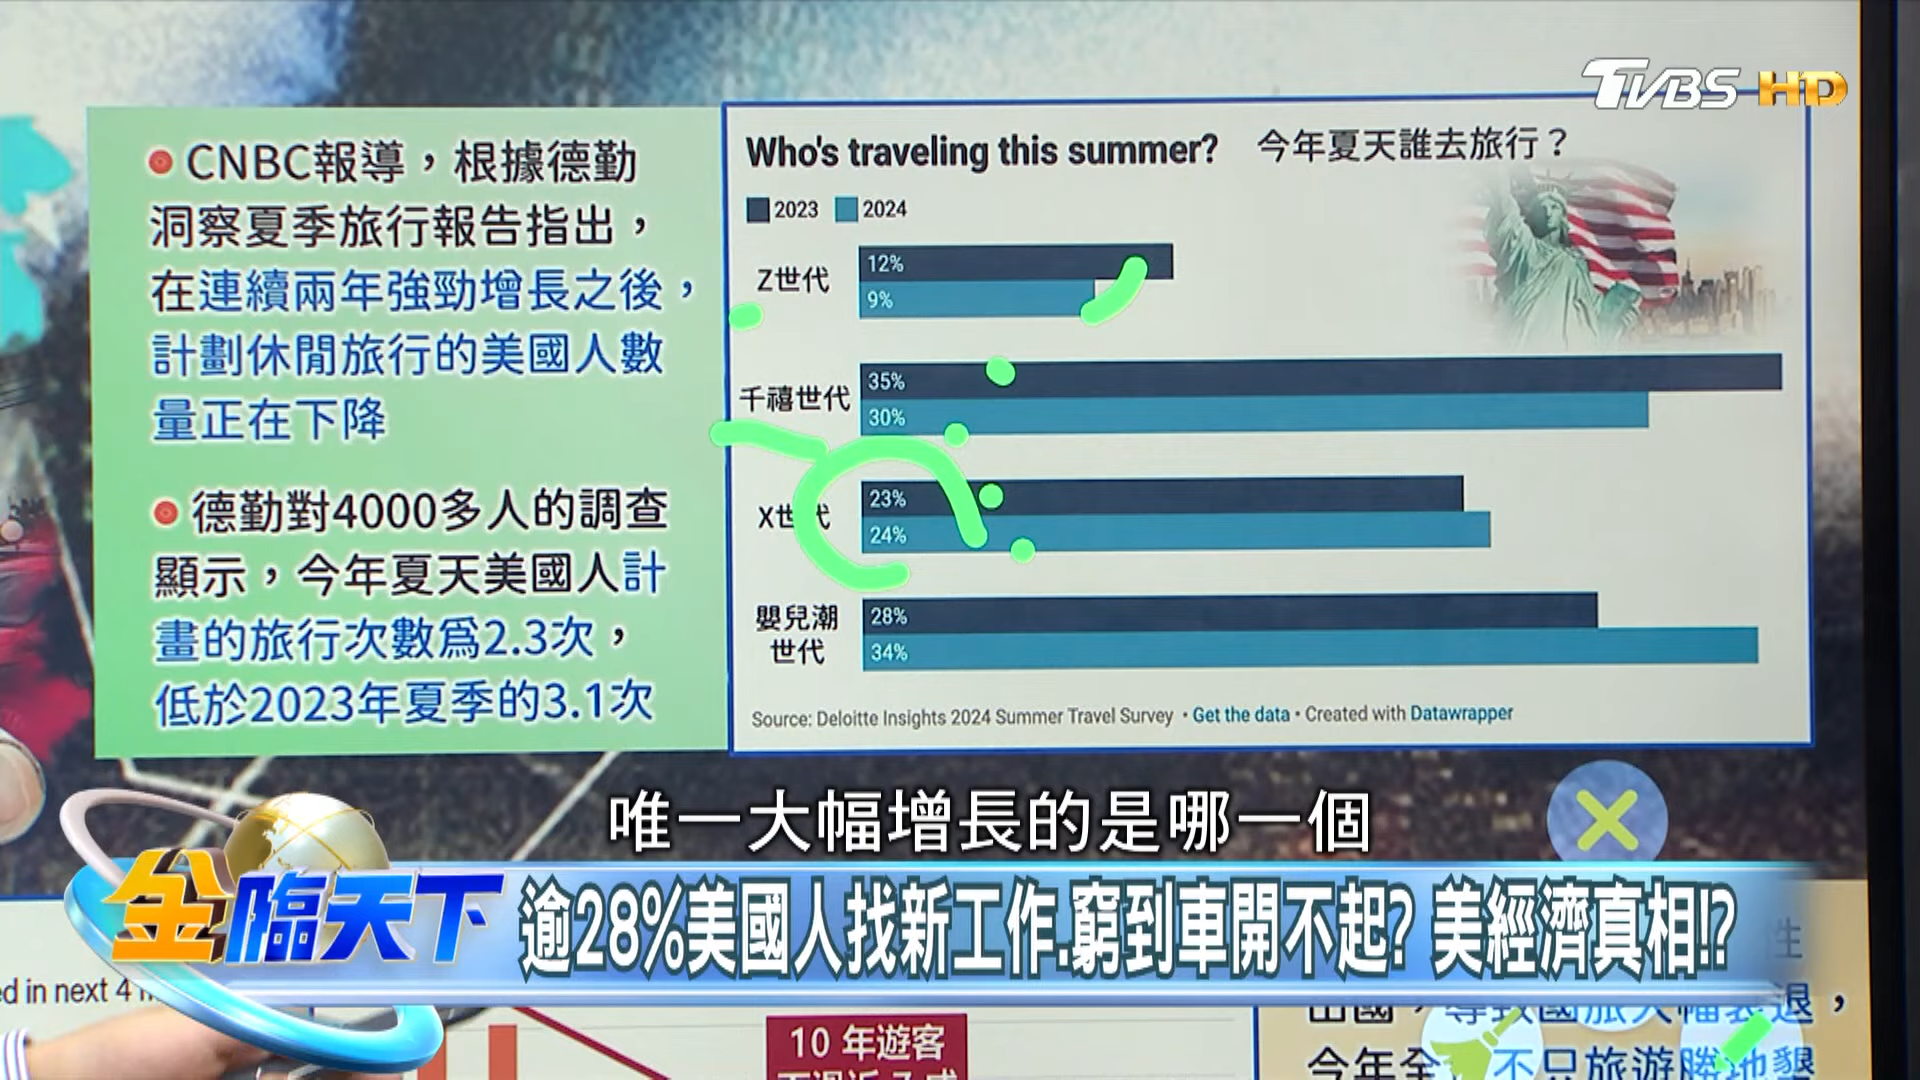 TVBS HD
CNBC報導，根據德勤
洞察夏季旅行報告指出，
在連續兩年強勁增長之後，
計劃休閒旅行的美國人數
量正在下降
德勤對4000多人的調查
顯示，今年夏天美國人計
畫的旅行次數為2.3次，
低於2023年夏季的3.1次
Who's traveling this summer? 今年夏天誰去旅行？
2023 2024
Z世代
12%
9%
千禧世代
35%
30%
X世代
23%
24%
嬰兒潮
世代
28%
34%
Source: Deloitte Insights 2024 Summer Travel Survey • Get the data • Created with Datawrapper
唯一大幅增長的是哪一個
金臨天下
逾28%美國人找新工作.窮到車開不起? 美經濟真相!?
d in next 4
10 年遊客